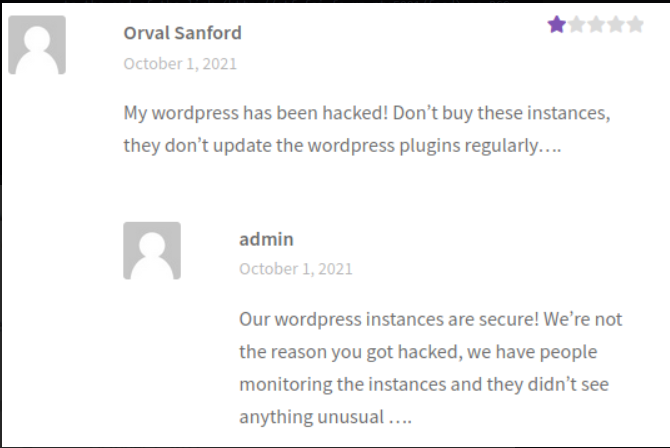 Orval Sanford
October 1, 2021
My wordpress has been hacked! Don’t buy these instances,
they don’t update the wordpress plugins regularly….
admin
October 1, 2021
Our wordpress instances are secure! We’re not
the reason you got hacked, we have people
monitoring the instances and they didn’t see
anything unusual ….